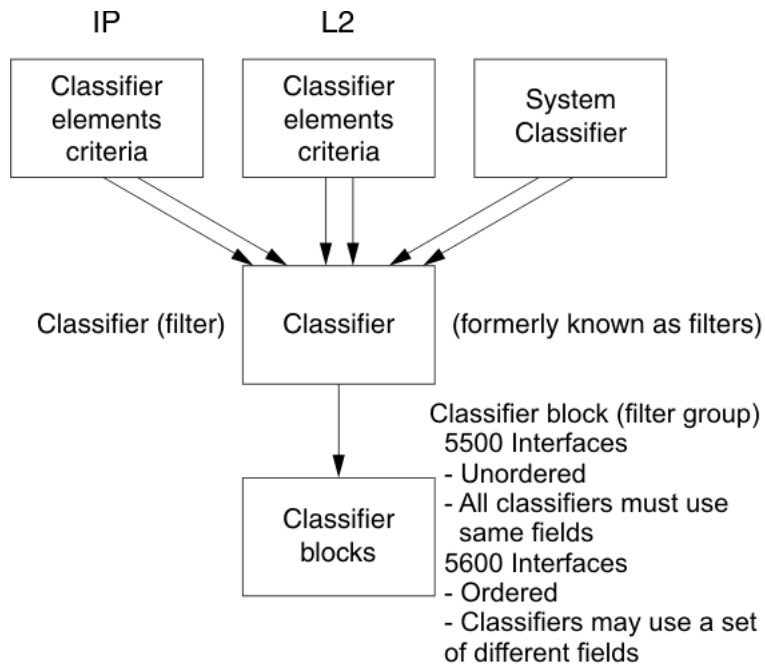 IP
L2
Classifier
elements
criteria
Classifier
elements
criteria
System
Classifier
Classifier (filter)
Classifier
(formerly known as filters)
Classifier block (filter group)
5500 Interfaces
- Unordered
- All classifiers must use
same fields
5600 Interfaces
- Ordered
- Classifiers may use a set
of different fields
Classifier
blocks